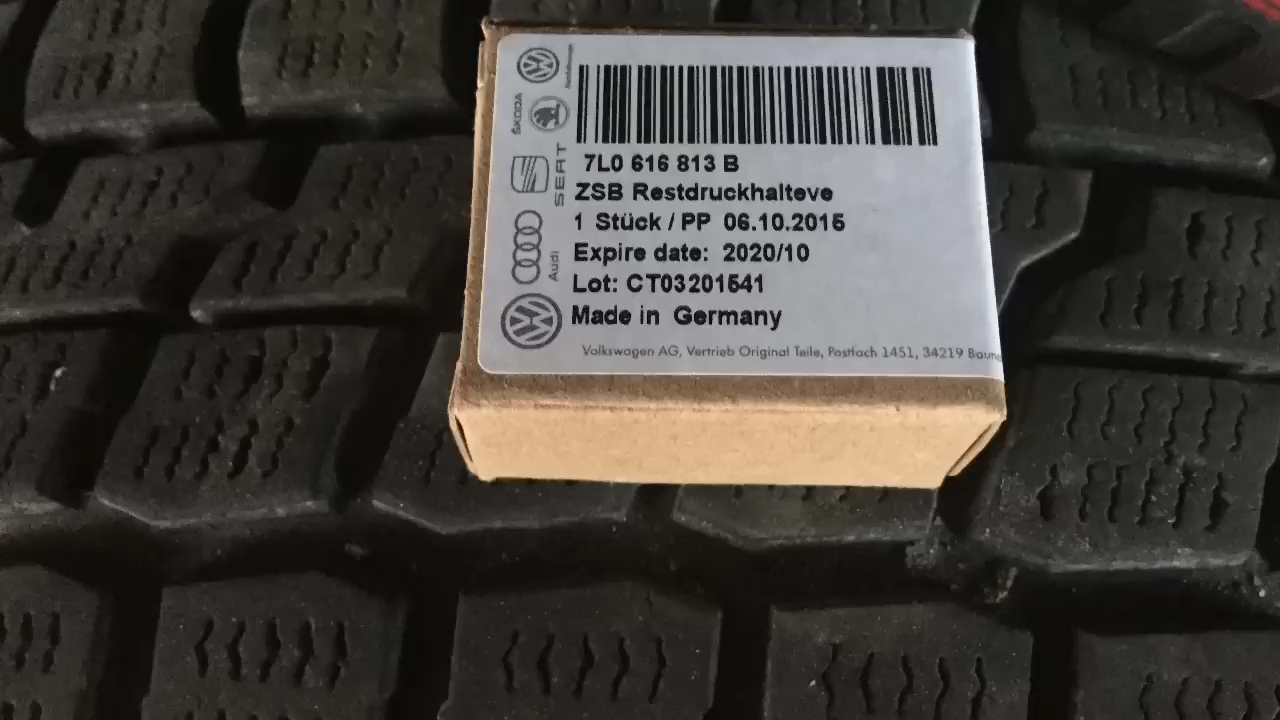 7L0 616 813 B
ZSB Restdruckhalteve
1 Stück / PP 06.10.2015
Expire date: 2020/10
Lot: CT03201541
Made in Germany
Volkswagen AG, Vertrieb Original Teile, Postfach 1451, 34219 Baun
ŠKODA
SEAT
Audi